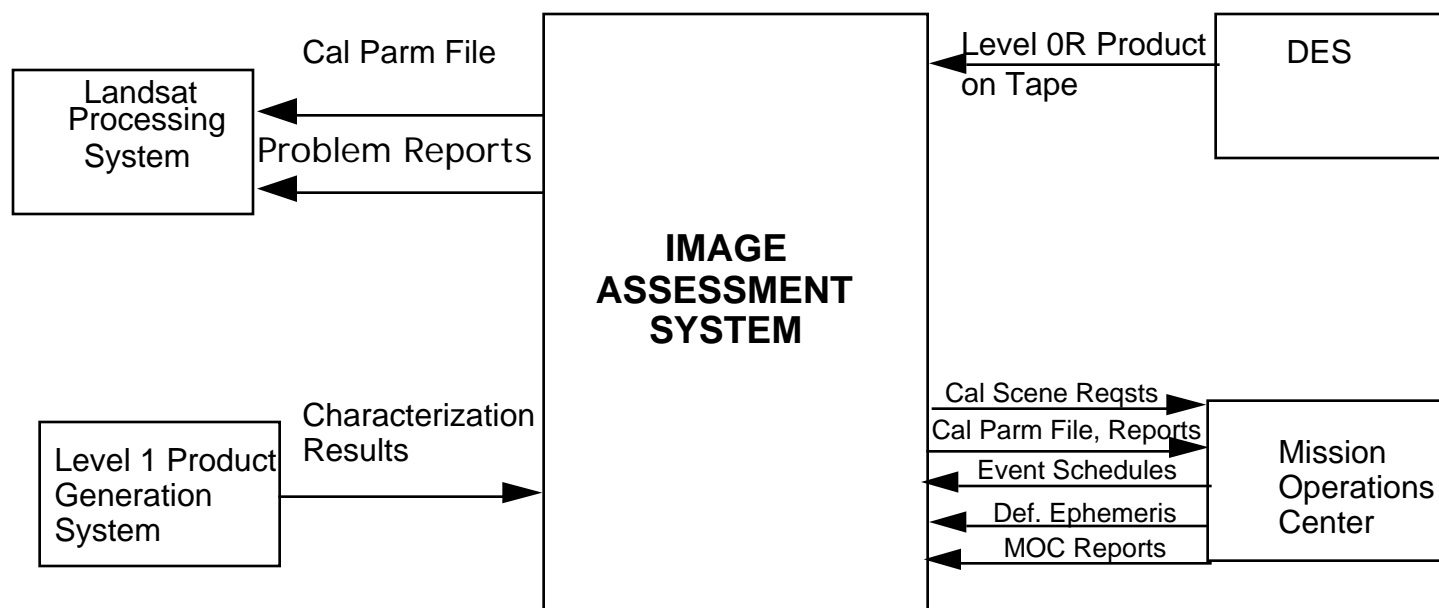 Cal Parm File
Landsat
Processing
System
Problem Reports
Level 0R Product
on Tape
DES
IMAGE
ASSESSMENT
SYSTEM
Characterization
Results
Level 1 Product
Generation
System
Cal Scene Reqsts
Cal Parm File, Reports
Event Schedules
Def. Ephemeris
MOC Reports
Mission
Operations
Center